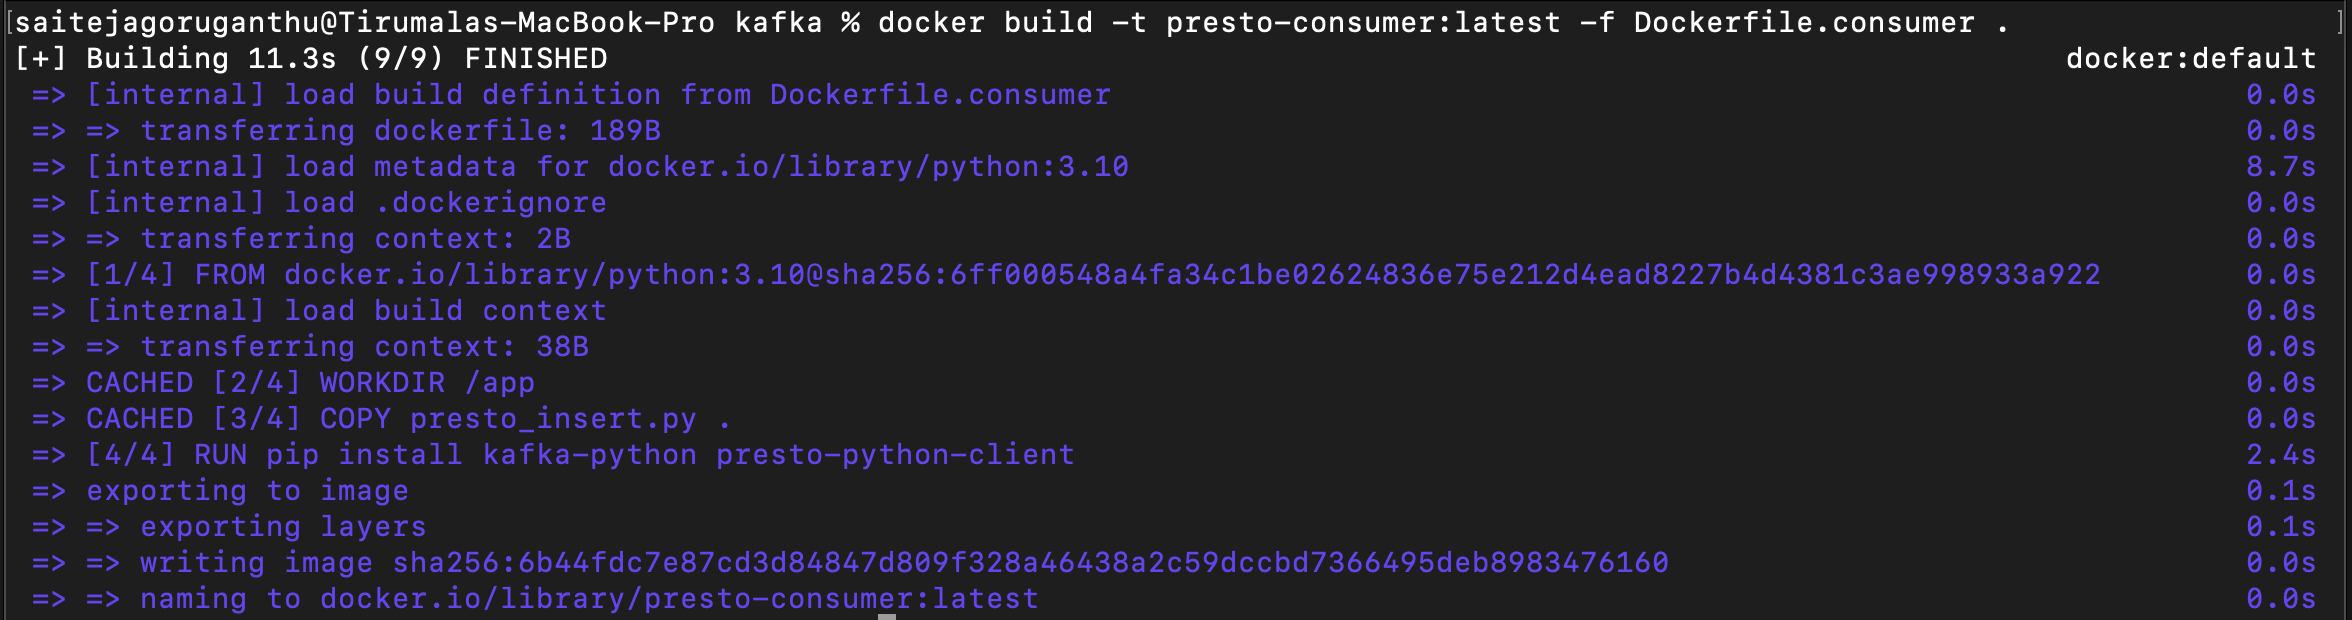 [saitejagoruganthu@Tirumalas-MacBook-Pro kafka % docker build -t presto-consumer:latest -f Dockerfile.consumer . ]
[+] Building 11.3s (9/9) FINISHED docker:default
=> [internal] load build definition from Dockerfile.consumer 0.0s
=> => transferring dockerfile: 189B 0.0s
=> [internal] load metadata for docker.io/library/python:3.10 8.7s
=> [internal] load .dockerignore 0.0s
=> => transferring context: 2B 0.0s
=> [1/4] FROM docker.io/library/python:3.10@sha256:6ff000548a4fa34c1be02624836e75e212d4ead8227b4d4381c3ae998933a922 0.0s
=> [internal] load build context 0.0s
=> => transferring context: 38B 0.0s
=> CACHED [2/4] WORKDIR /app 0.0s
=> CACHED [3/4] COPY presto_insert.py . 0.0s
=> [4/4] RUN pip install kafka-python presto-python-client 2.4s
=> exporting to image 0.1s
=> => exporting layers 0.1s
=> => writing image sha256:6b44fdc7e87cd3d84847d809f328a46438a2c59dccbd7366495deb8983476160 0.0s
=> => naming to docker.io/library/presto-consumer:latest 0.0s